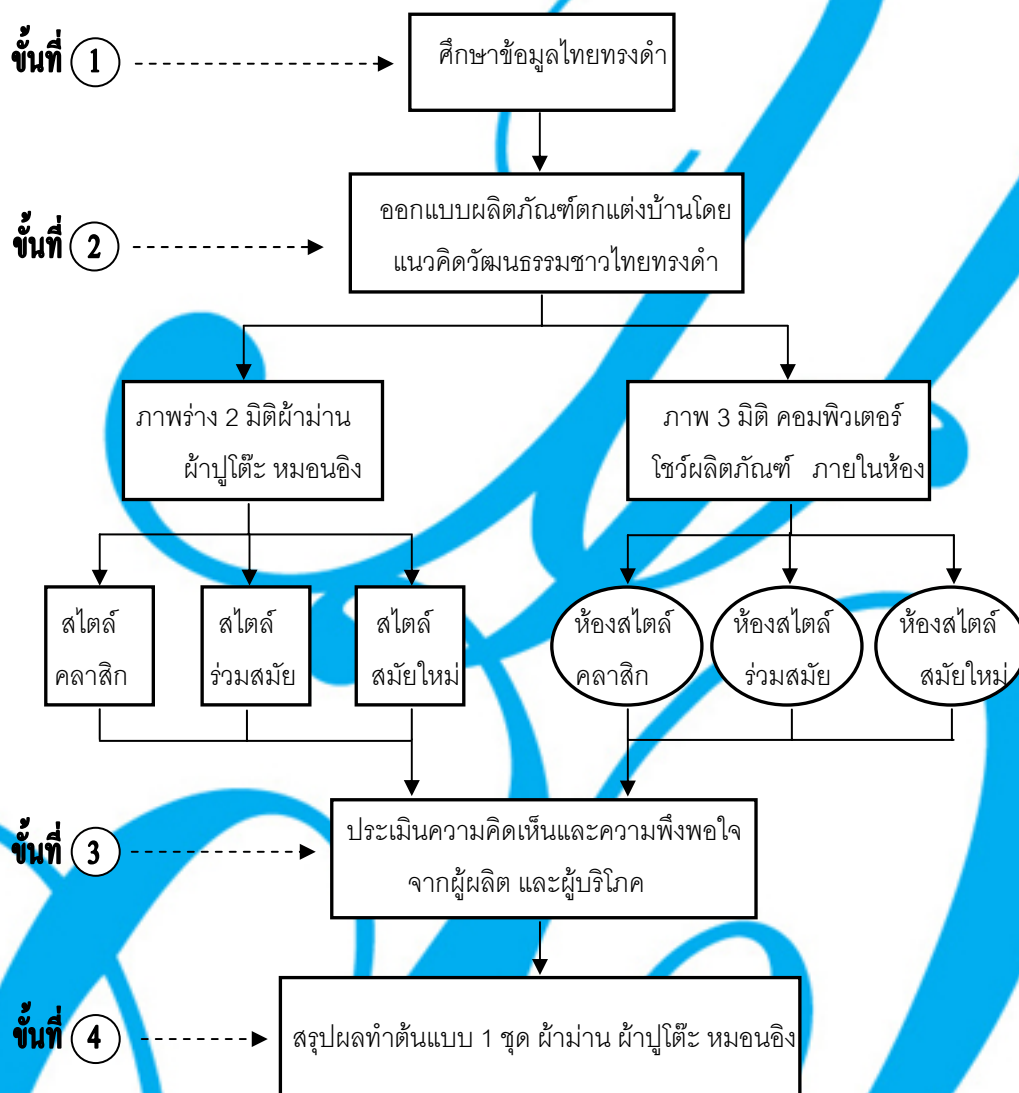 ขั้นที่ 1
ศึกษาข้อมูลไทยทรงดำ
ขั้นที่ 2
ออกแบบผลิตภัณฑ์ตกแต่งบ้านโดย
แนวคิดวัฒนธรรมชาวไทยทรงดำ
ภาพร่าง 2 มิติผ้าม่าน
ผ้าปูโต๊ะ หมอนอิง
ภาพ 3 มิติ คอมพิวเตอร์
โชว์ผลิตภัณฑ์ ภายในห้อง
สไตล์
คลาสิก
สไตล์
ร่วมสมัย
สไตล์
สมัยใหม่
ห้องสไตล์
คลาสิก
ห้องสไตล์
ร่วมสมัย
ห้องสไตล์
สมัยใหม่
ขั้นที่ 3
ประเมินความคิดเห็นและความพึงพอใจ
จากผู้ผลิต และผู้บริโภค
ขั้นที่ 4
สรุปผลทำต้นแบบ 1 ชุด ผ้าม่าน ผ้าปูโต๊ะ หมอนอิง